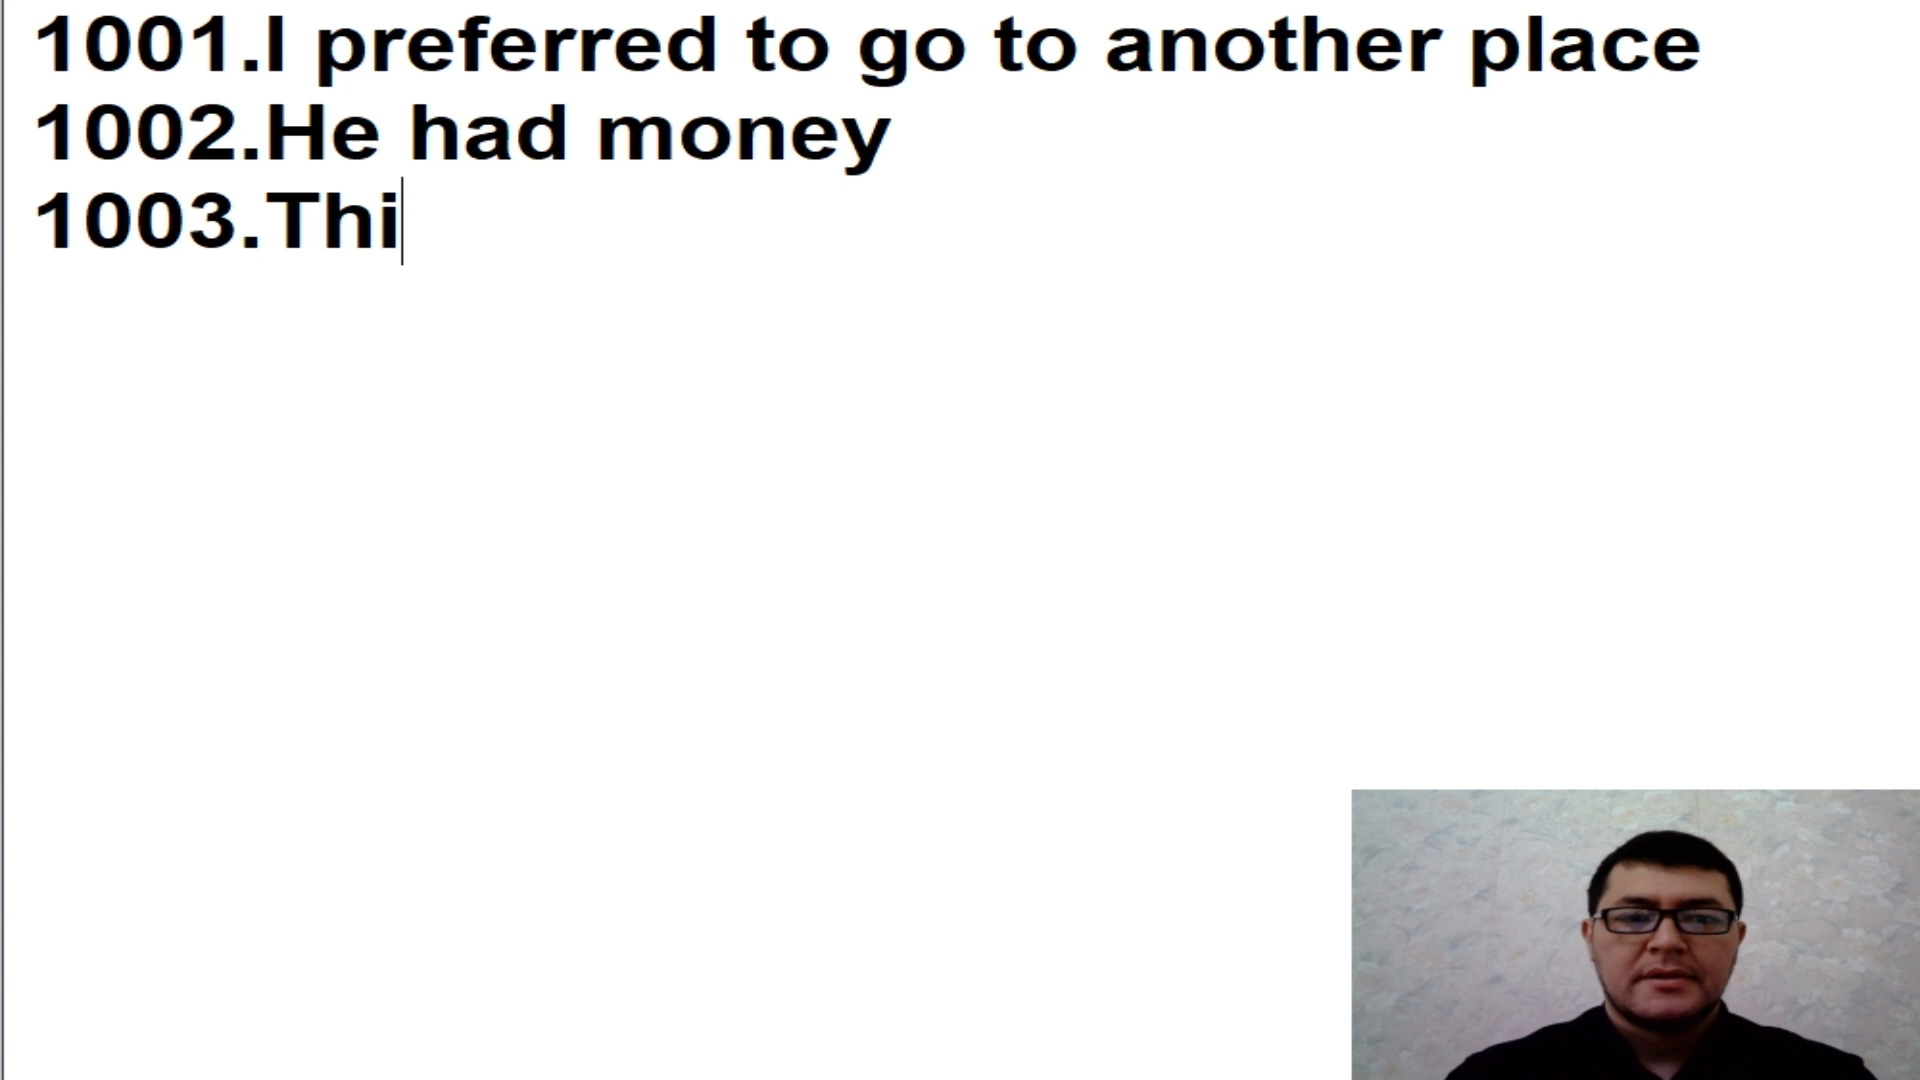 1001.I preferred to go to another place
1002.He had money
1003.Thi